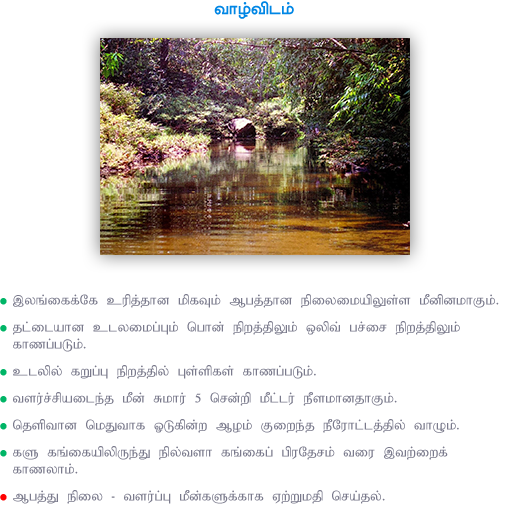 வாழ்விடம்
இலங்கைக்கே உரித்தான மிகவும் ஆபத்தான நிலைமையிலுள்ள மீனினமாகும்.
தட்டையான உடலமைப்பும் பொன் நிறத்திலும் ஒலிவ் பச்சை நிறத்திலும்
காணப்படும்.
உடலில் கறுப்பு நிறத்தில் புள்ளிகள் காணப்படும்.
வளர்ச்சியடைந்த மீன் சுமார் 5 சென்றி மீட்டர் நீளமானதாகும்.
தெளிவான மெதுவாக ஓடுகின்ற ஆழம் குறைந்த நீரோட்டத்தில் வாழும்.
களு கங்கையிலிருந்து நில்வளா கங்கைப் பிரதேசம் வரை இவற்றைக்
காணலாம்.
ஆபத்து நிலை - வளர்ப்பு மீன்களுக்காக ஏற்றுமதி செய்தல்.